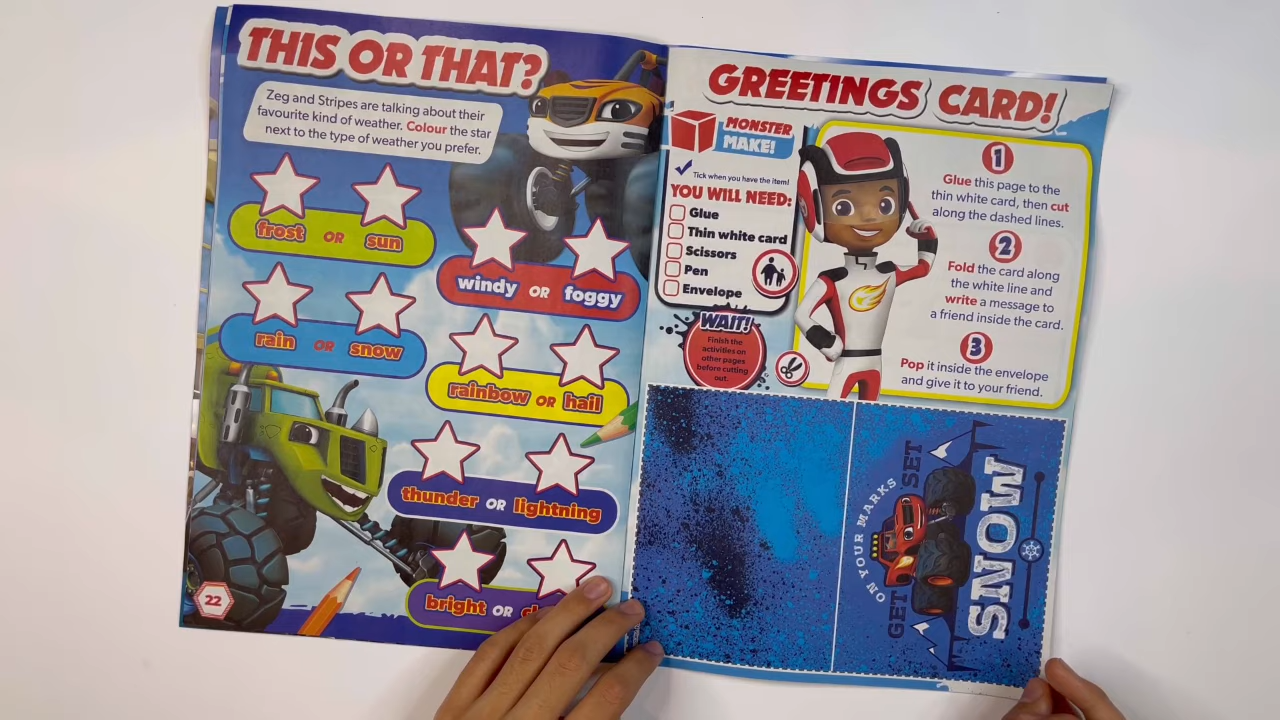 THIS OR THAT?
Zeg and Stripes are talking about their
favourite kind of weather. Colour the star
next to the type of weather you prefer.
frost OR sun
windy OR foggy
rain OR snow
rainbow OR hail
thunder OR lightning
bright OR
22
GREETINGS CARD!
MONSTER
MAKE!
Tick when you have the item!
YOU WILL NEED:
Glue
Thin white card
Scissors
Pen
Envelope
WAIT!
Finish the
activities on
other pages
before cutting
out.
1
Glue this page to the
thin white card, then cut
along the dashed lines.
2
Fold the card along
the white line and
write a message to
a friend inside the card.
3
Pop it inside the envelope
and give it to your friend.
ON YOUR MARKS
GET SET
SNOW